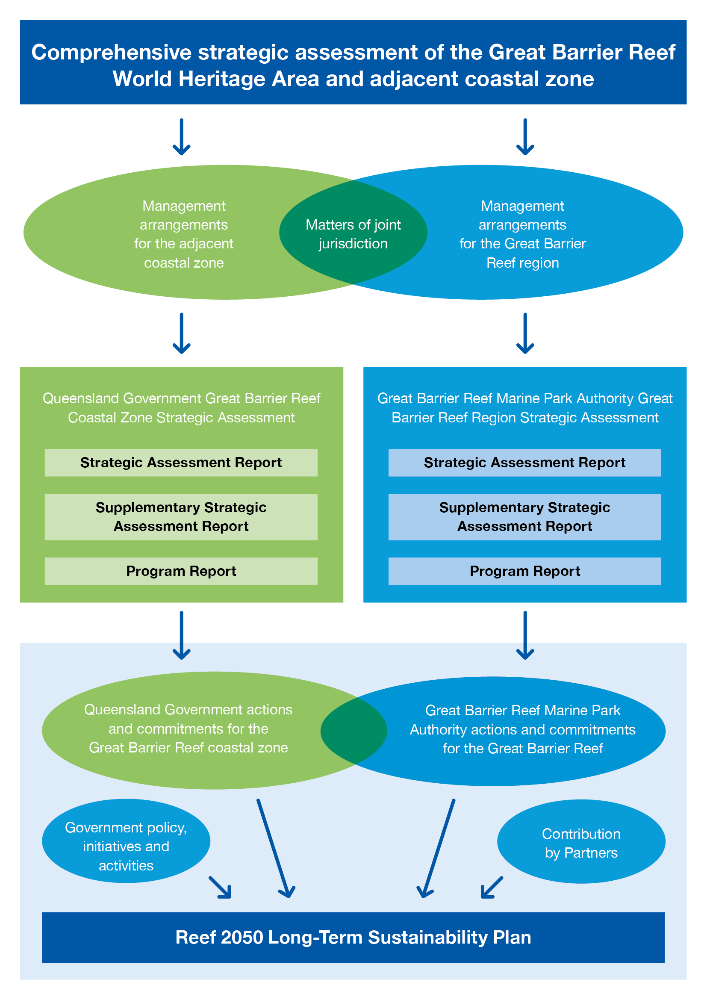 Comprehensive strategic assessment of the Great Barrier Reef
World Heritage Area and adjacent coastal zone
Management
arrangements
for the adjacent
coastal zone
Matters of joint
jurisdiction
Management
arrangements
for the Great Barrier
Reef region
Queensland Government Great Barrier Reef
Coastal Zone Strategic Assessment
Strategic Assessment Report
Supplementary Strategic
Assessment Report
Program Report
Great Barrier Reef Marine Park Authority Great
Barrier Reef Region Strategic Assessment
Strategic Assessment Report
Supplementary Strategic
Assessment Report
Program Report
Queensland Government actions
and commitments for the
Great Barrier Reef coastal zone
Great Barrier Reef Marine Park
Authority actions and commitments
for the Great Barrier Reef
Government policy,
initiatives and
activities
Contribution
by Partners
Reef 2050 Long-Term Sustainability Plan